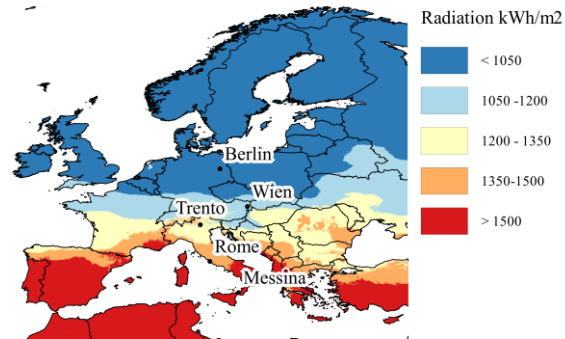 Radiation kWh/m2
< 1050
1050 -1200
1200 - 1350
1350-1500
> 1500
Berlin
Wien
Trento
Rome
Messina